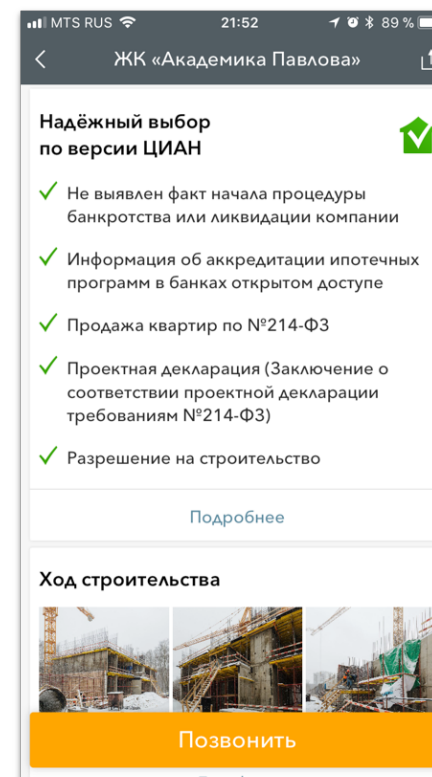 MTS RUS 21:52 89 %
ЖК «Академика Павлова»
Надёжный выбор
по версии ЦИАН
Не выявлен факт начала процедуры
банкротства или ликвидации компании
Информация об аккредитации ипотечных
программ в банках открытом доступе
Продажа квартир по №214-ФЗ
Проектная декларация (Заключение о
соответствии проектной декларации
требованиям №214-ФЗ)
Разрешение на строительство
Подробнее
Ход строительства
Позвонить